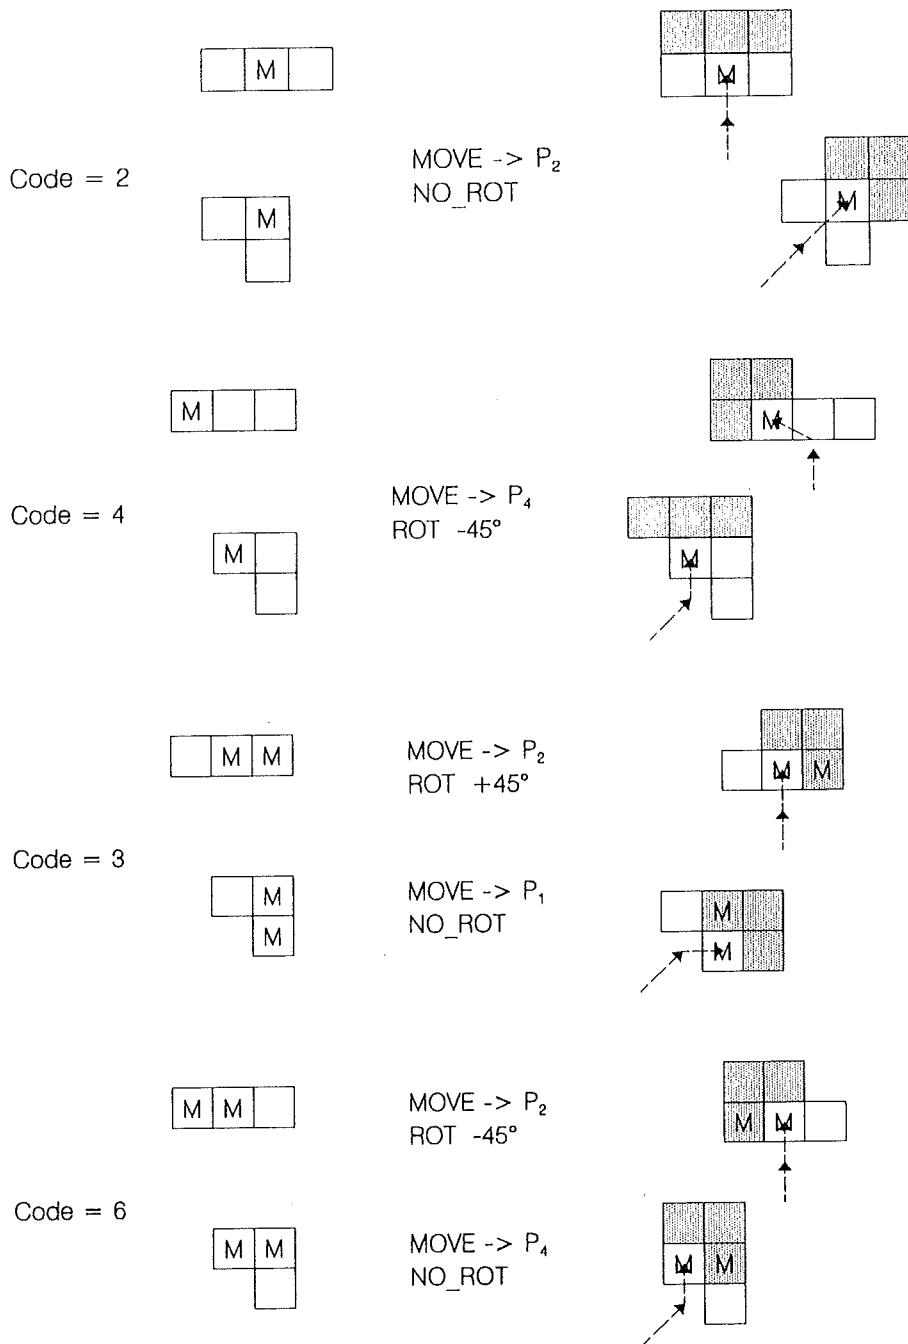 M
M
Code = 2
MOVE -> P₂
NO_ROT
M
M
M
M
Code = 4
MOVE -> P₄
ROT -45°
M
M
M
M M
MOVE -> P₂
ROT +45°
M M
Code = 3
M
M
MOVE -> P₁
NO_ROT
M
M
M M
MOVE -> P₂
ROT -45°
M M
Code = 6
M M
MOVE -> P₄
NO_ROT
M M